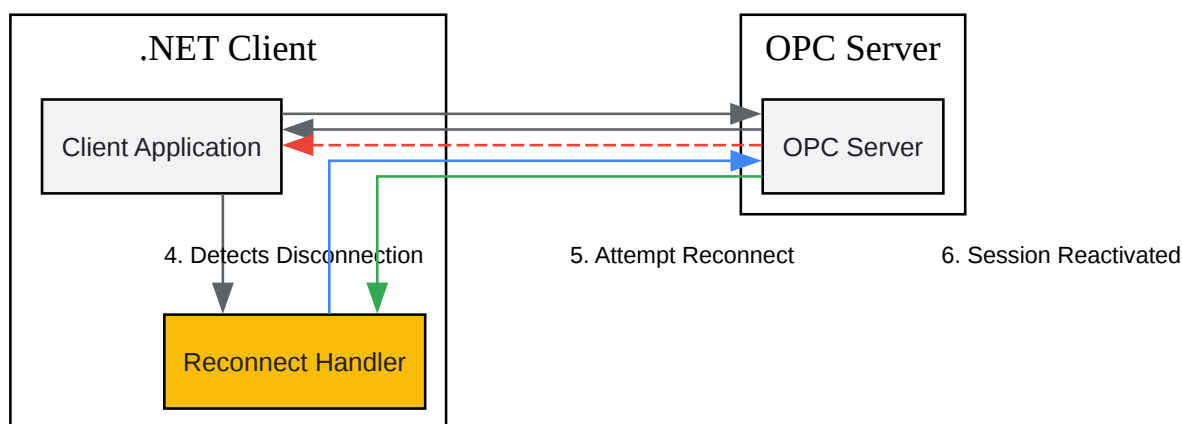 .NET Client
OPC Server
Client Application
OPC Server
4. Detects Disconnection
5. Attempt Reconnect
6. Session Reactivated
Reconnect Handler